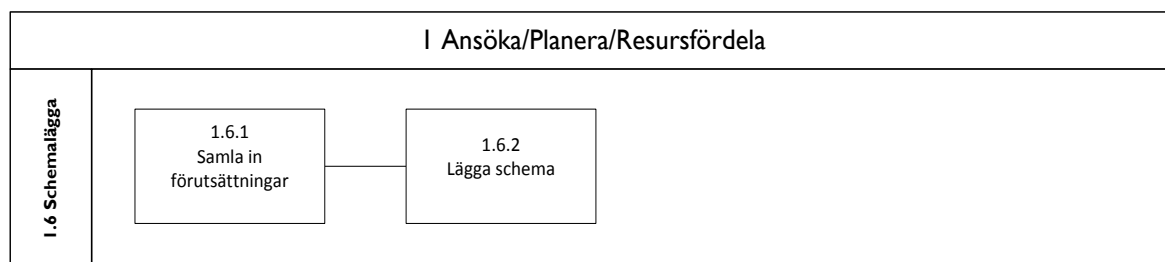 1 Ansöka/Planera/Resursfördela
1.6 Schemalägga
1.6.1
Samla in
förutsättningar
1.6.2
Lägga schema